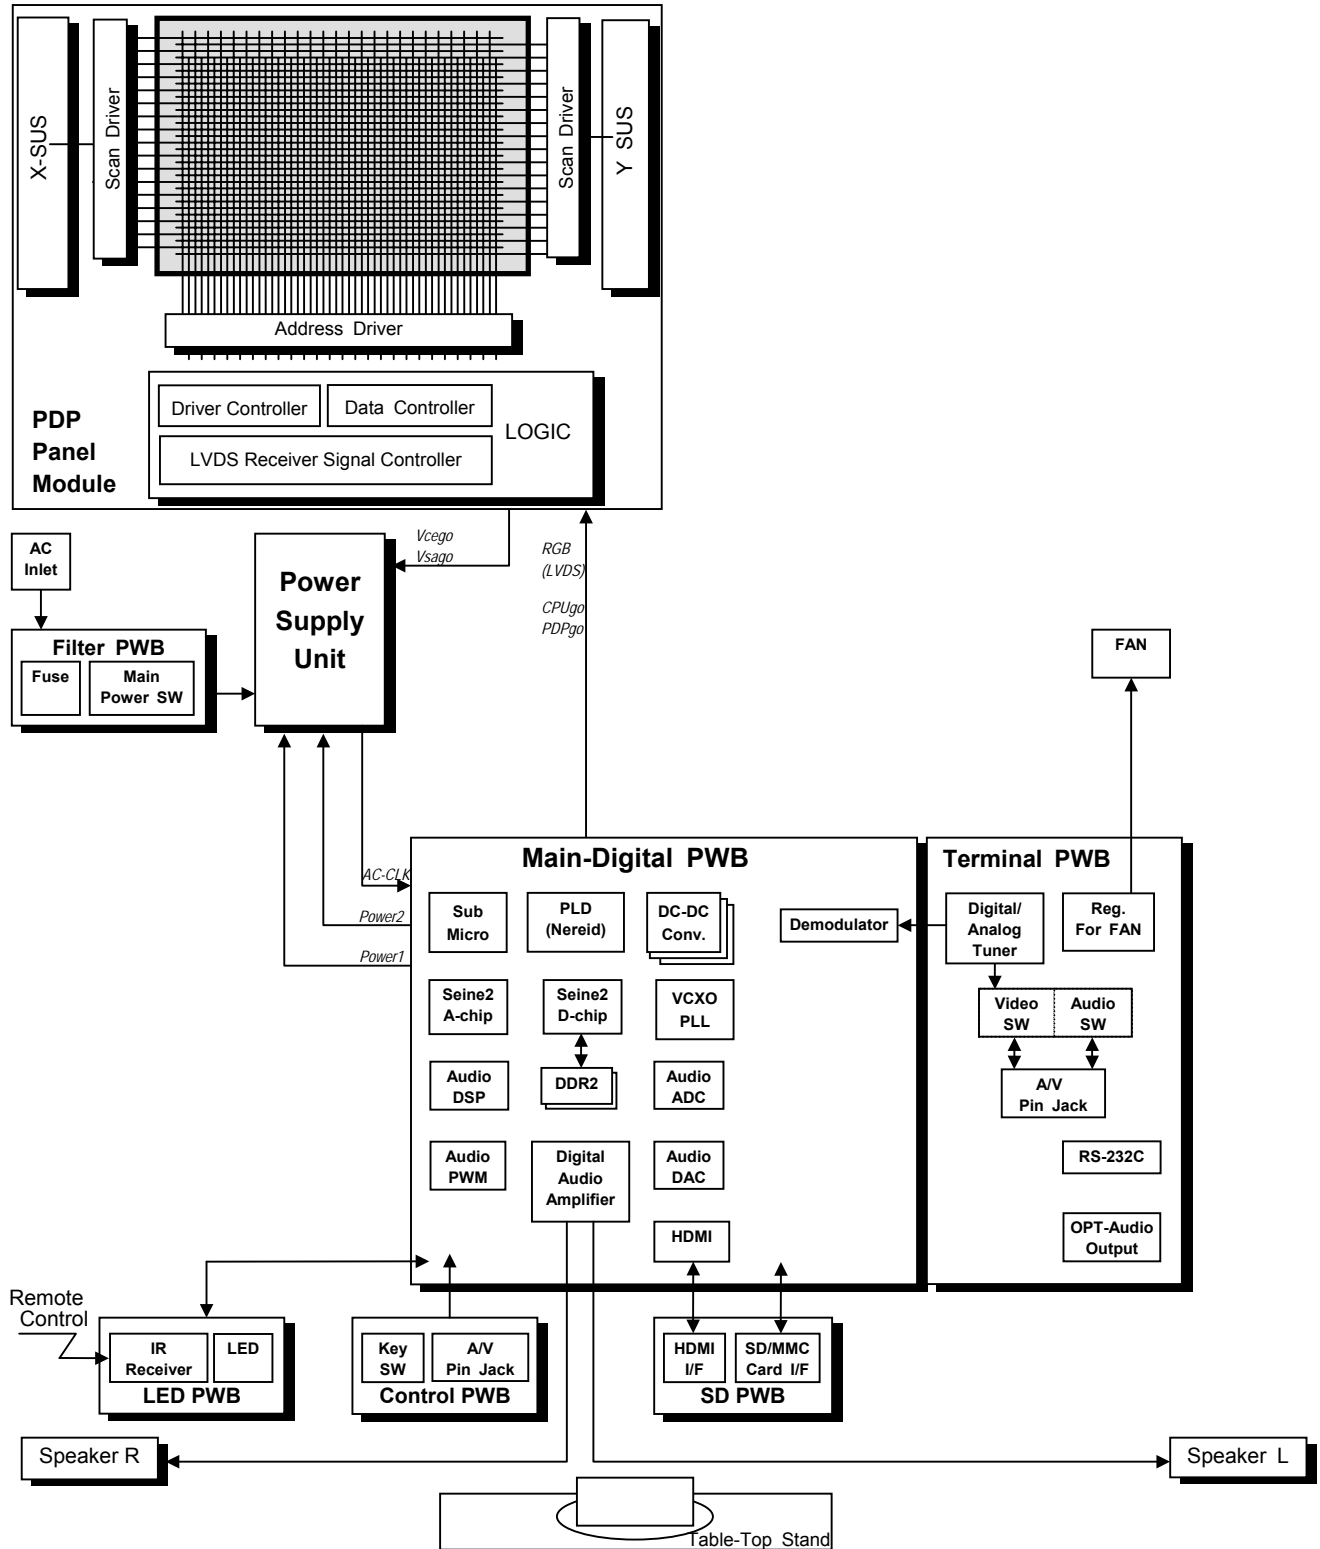 X-SUS
Scan Driver
Scan Driver
Y SUS
Address Driver
Driver Controller
Data Controller
LOGIC
LVDS Receiver Signal Controller
PDP
Panel
Module
Vcego
Vsago
RGB
(LVDS)
CPUgo
PDPgo
AC
Inlet
Power
Supply
Unit
Filter PWB
Fuse
Main
Power SW
FAN
Main-Digital PWB
Terminal PWB
AC-CLK
Power2
Power1
Sub
Micro
PLD
(Nereid)
DC-DC
Conv.
Demodulator
Digital/
Analog
Tuner
Reg.
For FAN
Seine2
A-chip
Seine2
D-chip
VCXO
PLL
Video
SW
Audio
SW
Audio
DSP
DDR2
Audio
ADC
A/V
Pin Jack
Audio
PWM
Digital
Audio
Amplifier
Audio
DAC
RS-232C
HDMI
OPT-Audio
Output
Remote
Control
IR
Receiver
LED
LED PWB
Key
SW
A/V
Pin Jack
Control PWB
HDMI
I/F
SD/MMC
Card I/F
SD PWB
Speaker R
Speaker L
Table-Top Stand